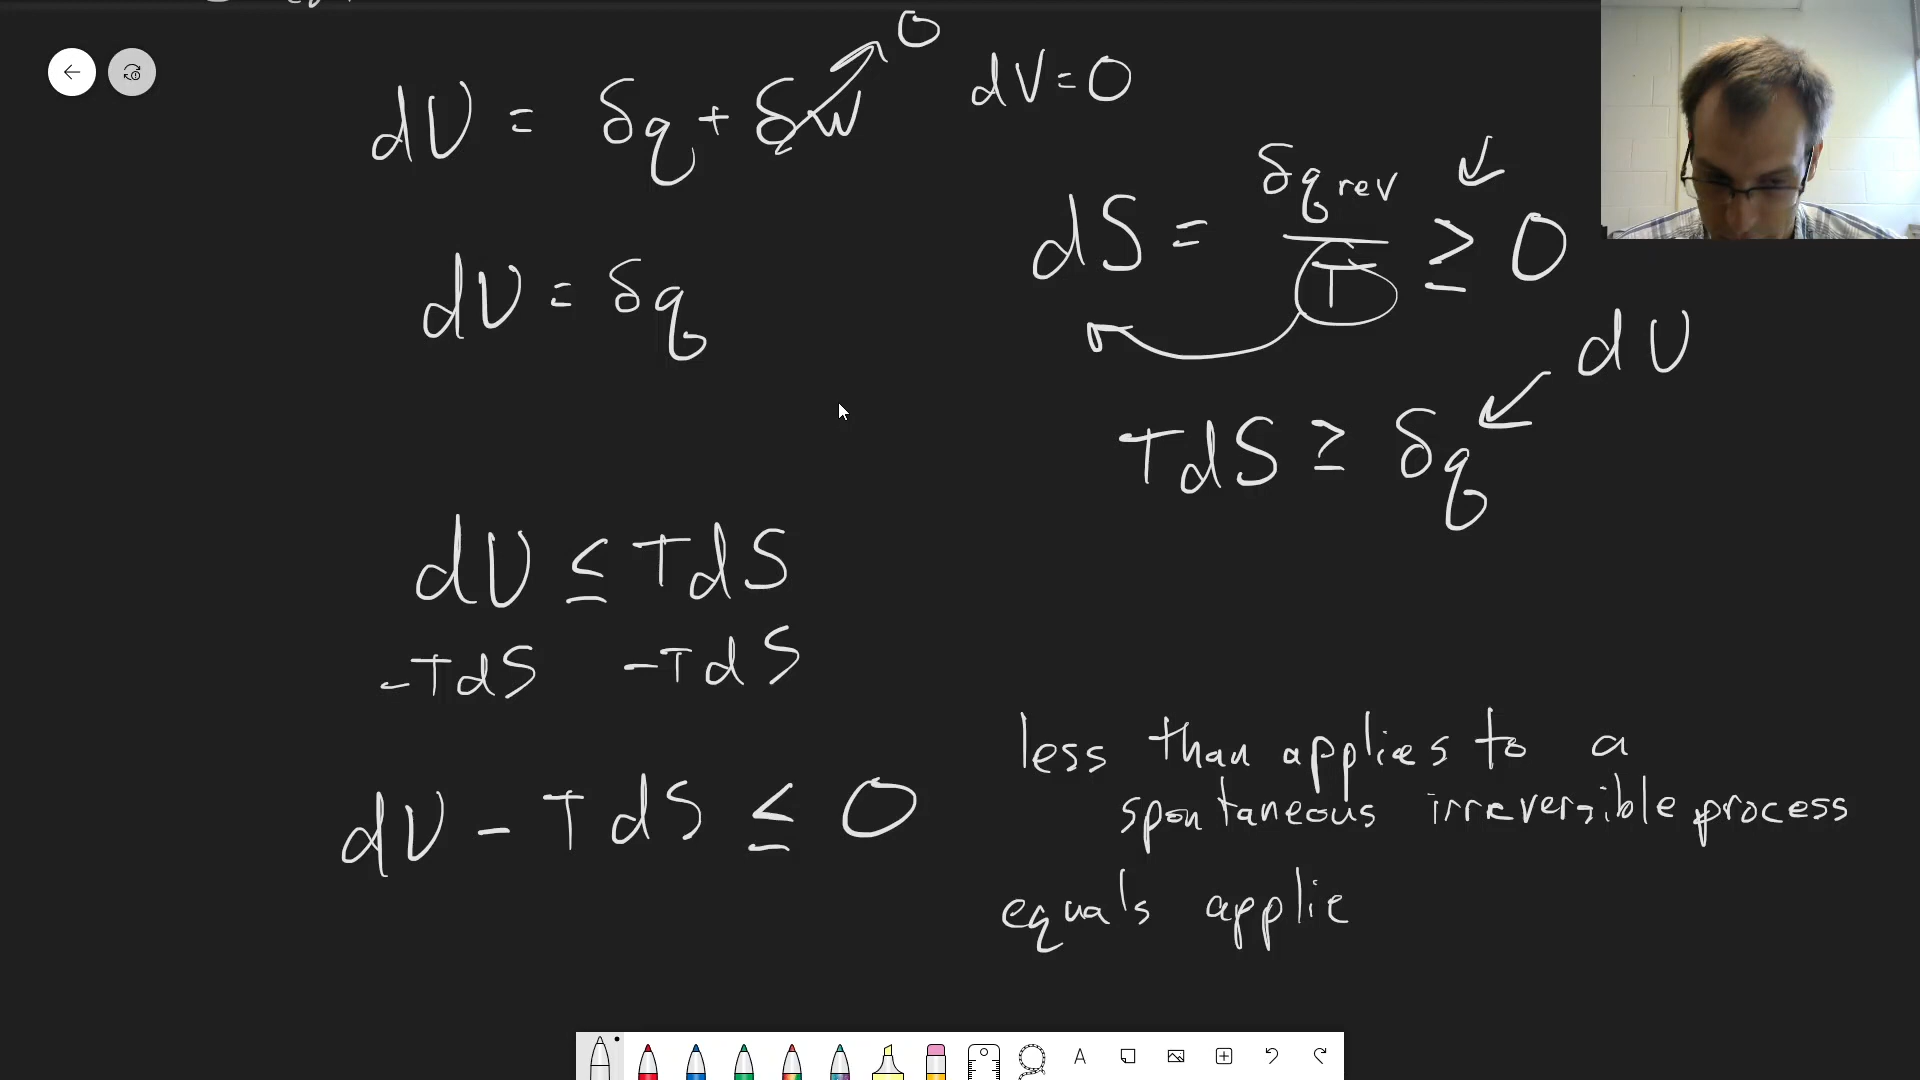 dU = δq + δw → 0
dV = 0
dU = δq
dS = δq rev / T ≥ 0
dU
TdS ≥ δq
dU ≤ TdS
-TdS -TdS
dU - TdS ≤ 0
less than applies to a
spontaneous irreversible process
equals applie
A